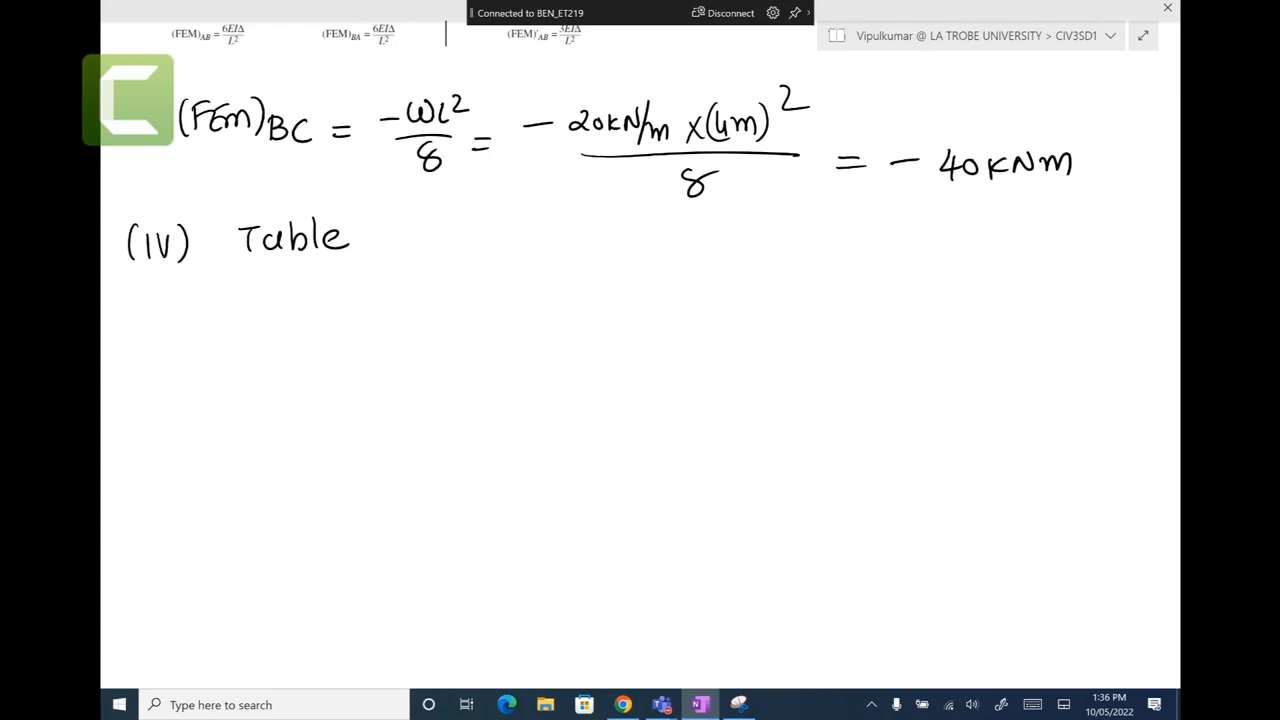 Connected to BEN_ET219
Disconnect
(FEM)AB = 6EIΔ/L²
(FEM)BA = 6EIΔ/L²
(FEM)'AB = 3EIΔ/L²
Vipulkumar @ LA TROBE UNIVERSITY > CIV3SD1
(FEM)BC = -ωL²/8 = - 20kN/m x(4m)²/8 = - 40kNm
(IV) Table
Type here to search
1:36 PM
10/05/2022